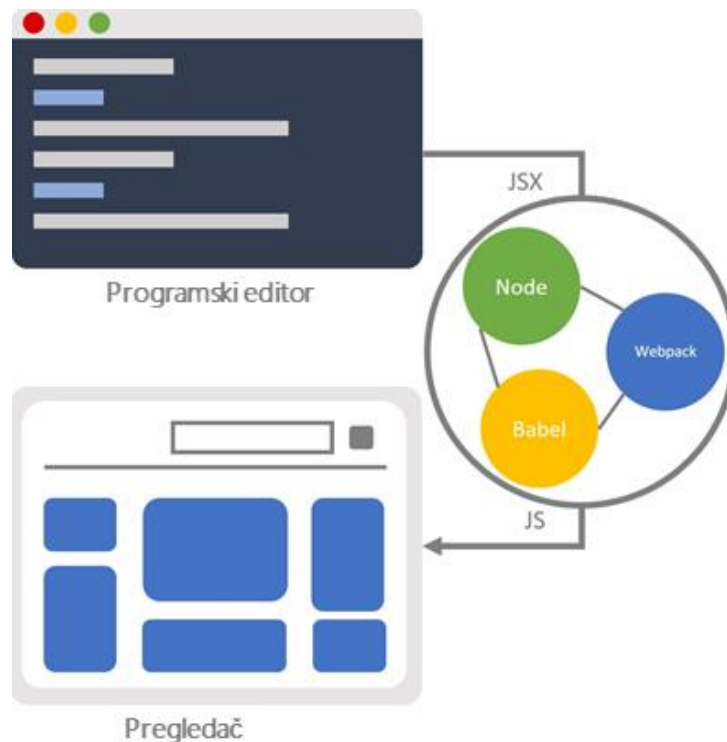 JSX
Programski editor
Node
Webpack
Babel
JS
Pregledač